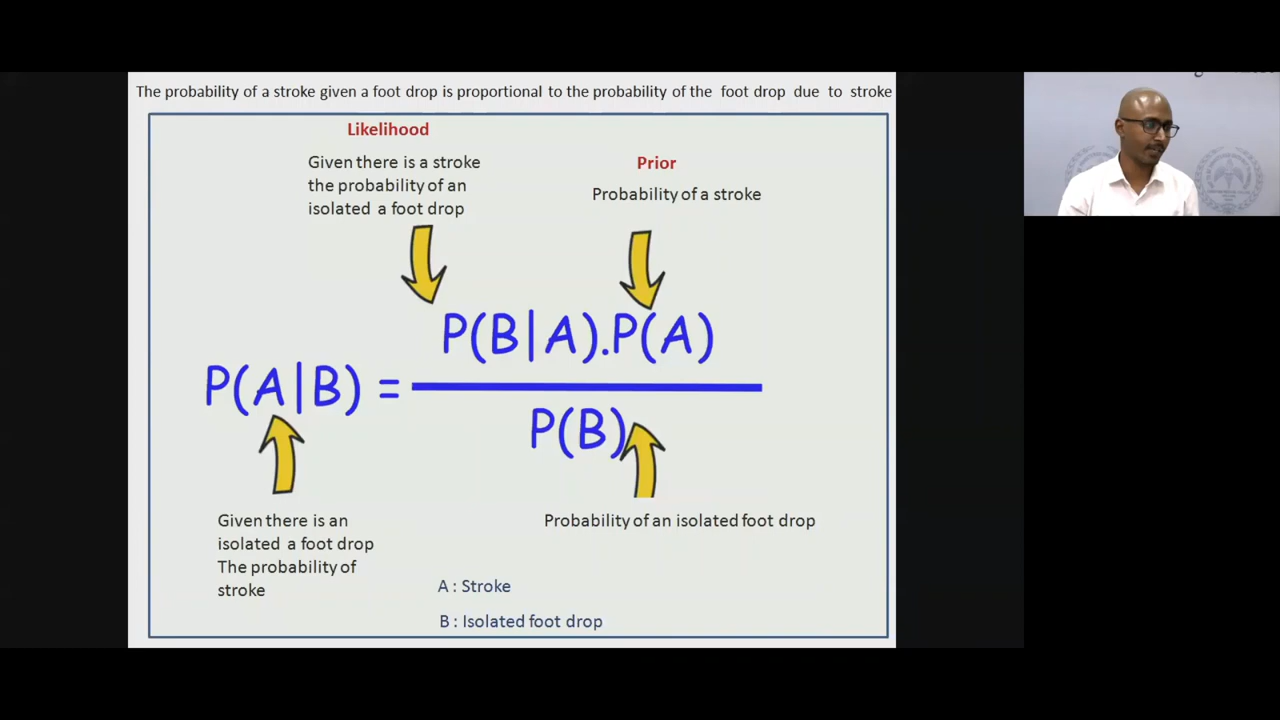 The probability of a stroke given a foot drop is proportional to the probability of the foot drop due to stroke
Likelihood
Given there is a stroke
the probability of an
isolated a foot drop
Prior
Probability of a stroke
P(B|A).P(A)
P(A|B) =
P(B)
Given there is an
isolated a foot drop
The probability of
stroke
Probability of an isolated foot drop
A : Stroke
B : Isolated foot drop